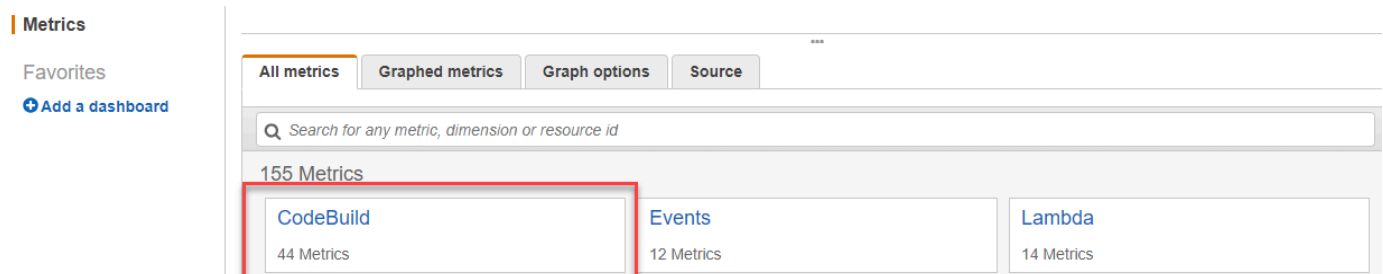 Metrics
Favorites
Add a dashboard
All metrics Graphed metrics Graph options Source
Search for any metric, dimension or resource id
155 Metrics
CodeBuild Events Lambda
44 Metrics 12 Metrics 14 Metrics